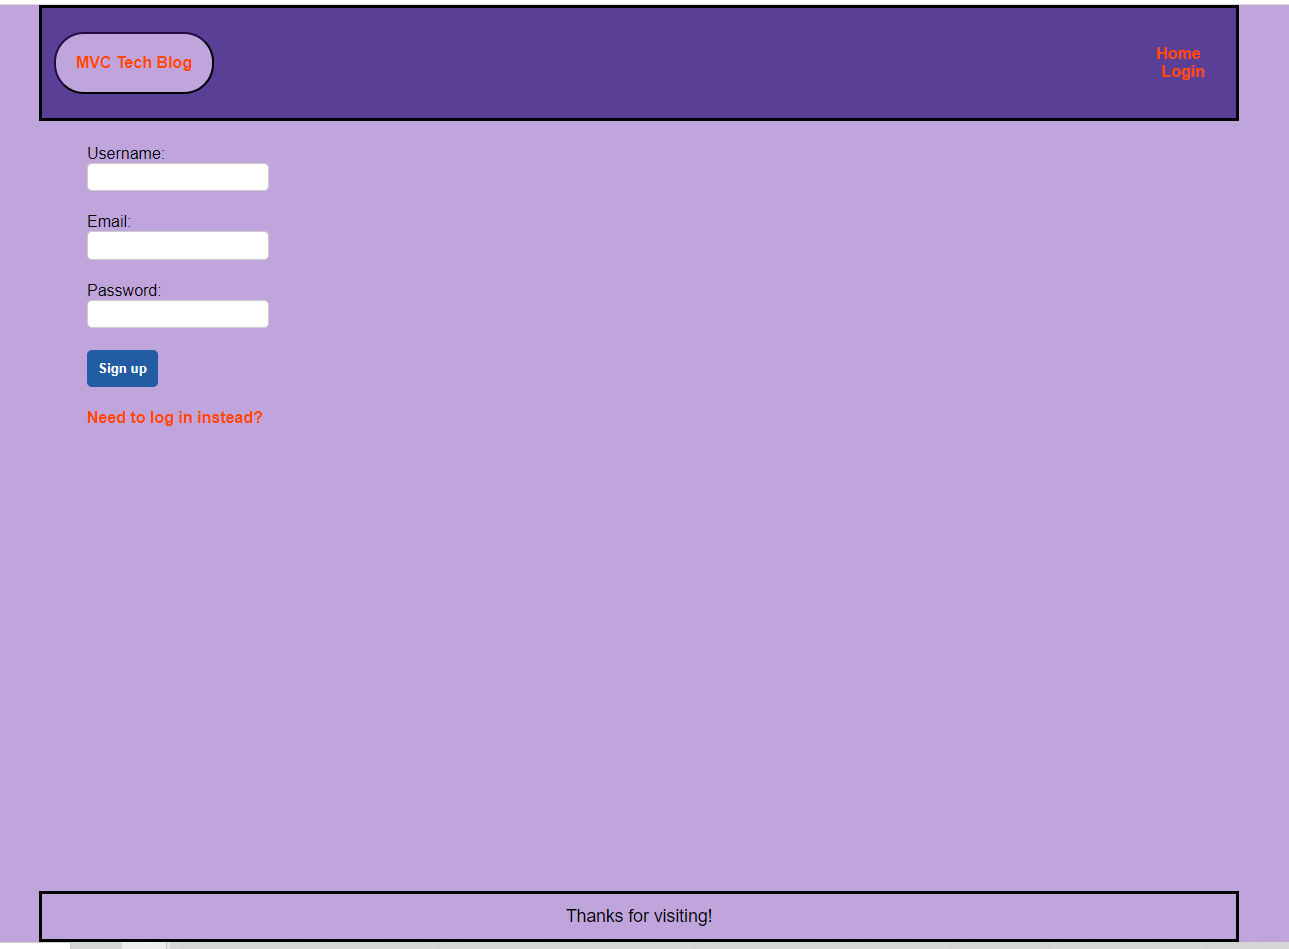 MVC Tech Blog
Home
Login
Username:
Email:
Password:
Sign up
Need to log in instead?
Thanks for visiting!